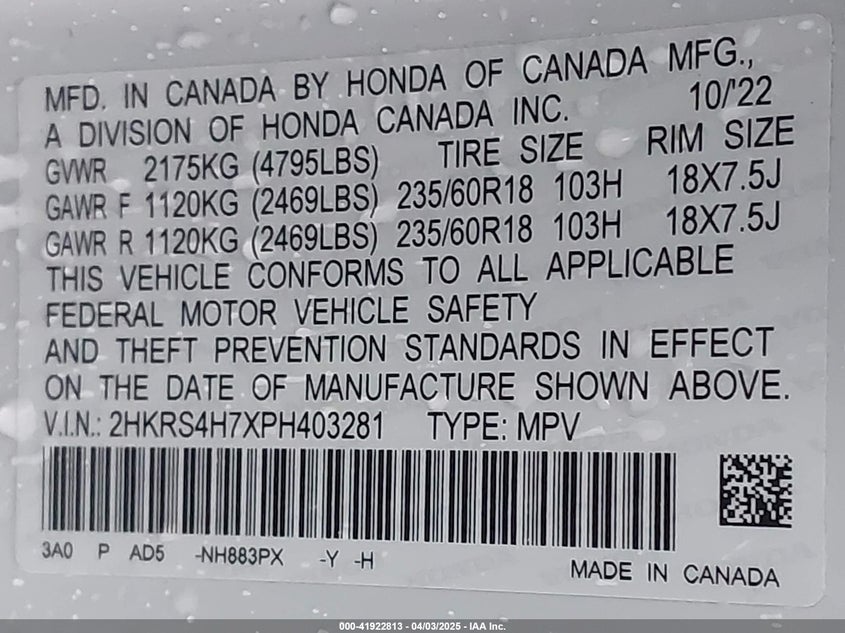 MFD. IN CANADA BY HONDA OF CANADA MFG.,
A DIVISION OF HONDA CANADA INC. 10/'22
GVWR 2175KG (4795LBS) TIRE SIZE RIM SIZE
GAWR F 1120KG (2469LBS) 235/60R18 103H 18X7.5J
GAWR R 1120KG (2469LBS) 235/60R18 103H 18X7.5J
THIS VEHICLE CONFORMS TO ALL APPLICABLE
FEDERAL MOTOR VEHICLE SAFETY
AND THEFT PREVENTION STANDARDS IN EFFECT
ON THE DATE OF MANUFACTURE SHOWN ABOVE.
V.I.N.: 2HKRS4H7XPH403281 TYPE: MPV
3A0 P AD5 -NH883PX -Y -H
MADE IN CANADA
000-41922813 - 04/03/2025 - IAA Inc.